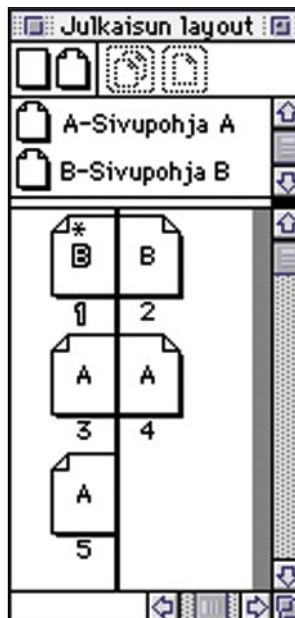 Julkaisun layout
A-Sivupohja A
B-Sivupohja B
* B B
1 2
A A
3 4
A
5